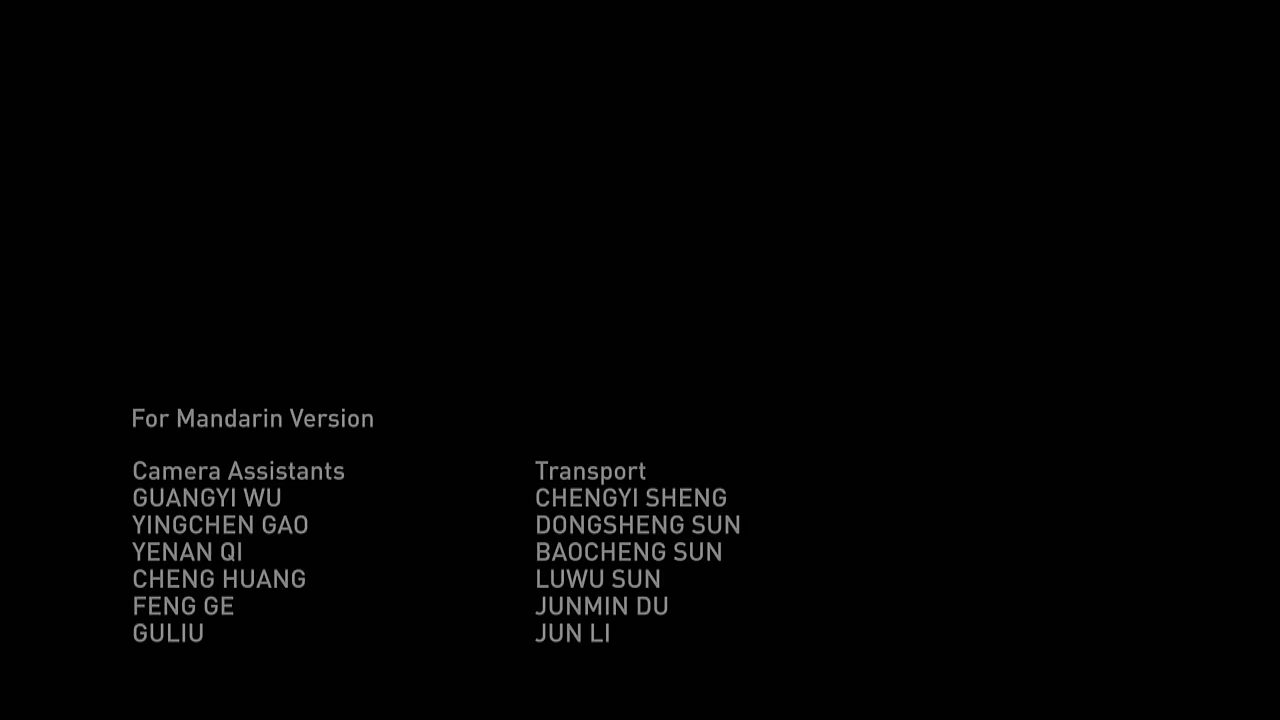 For Mandarin Version
Camera Assistants
GUANGYI WU
YINGCHEN GAO
YENAN QI
CHENG HUANG
FENG GE
GULIU
Transport
CHENGYI SHENG
DONGSHENG SUN
BAOCHENG SUN
LUWU SUN
JUNMIN DU
JUN LI